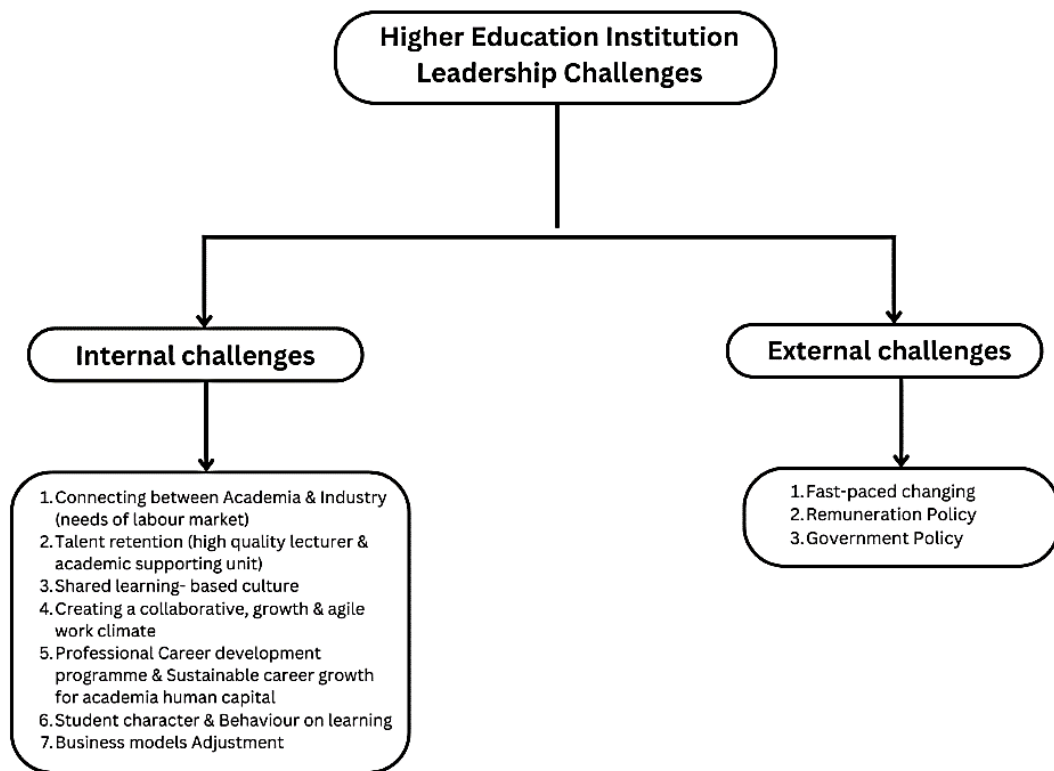 Higher Education Institution
Leadership Challenges
Internal challenges
External challenges
1. Connecting between Academia & Industry
(needs of labour market)
2. Talent retention (high quality lecturer &
academic supporting unit)
3. Shared learning- based culture
4. Creating a collaborative, growth & agile
work climate
5. Professional Career development
programme & Sustainable career growth
for academia human capital
6. Student character & Behaviour on learning
7. Business models Adjustment
1. Fast-paced changing
2. Remuneration Policy
3. Government Policy